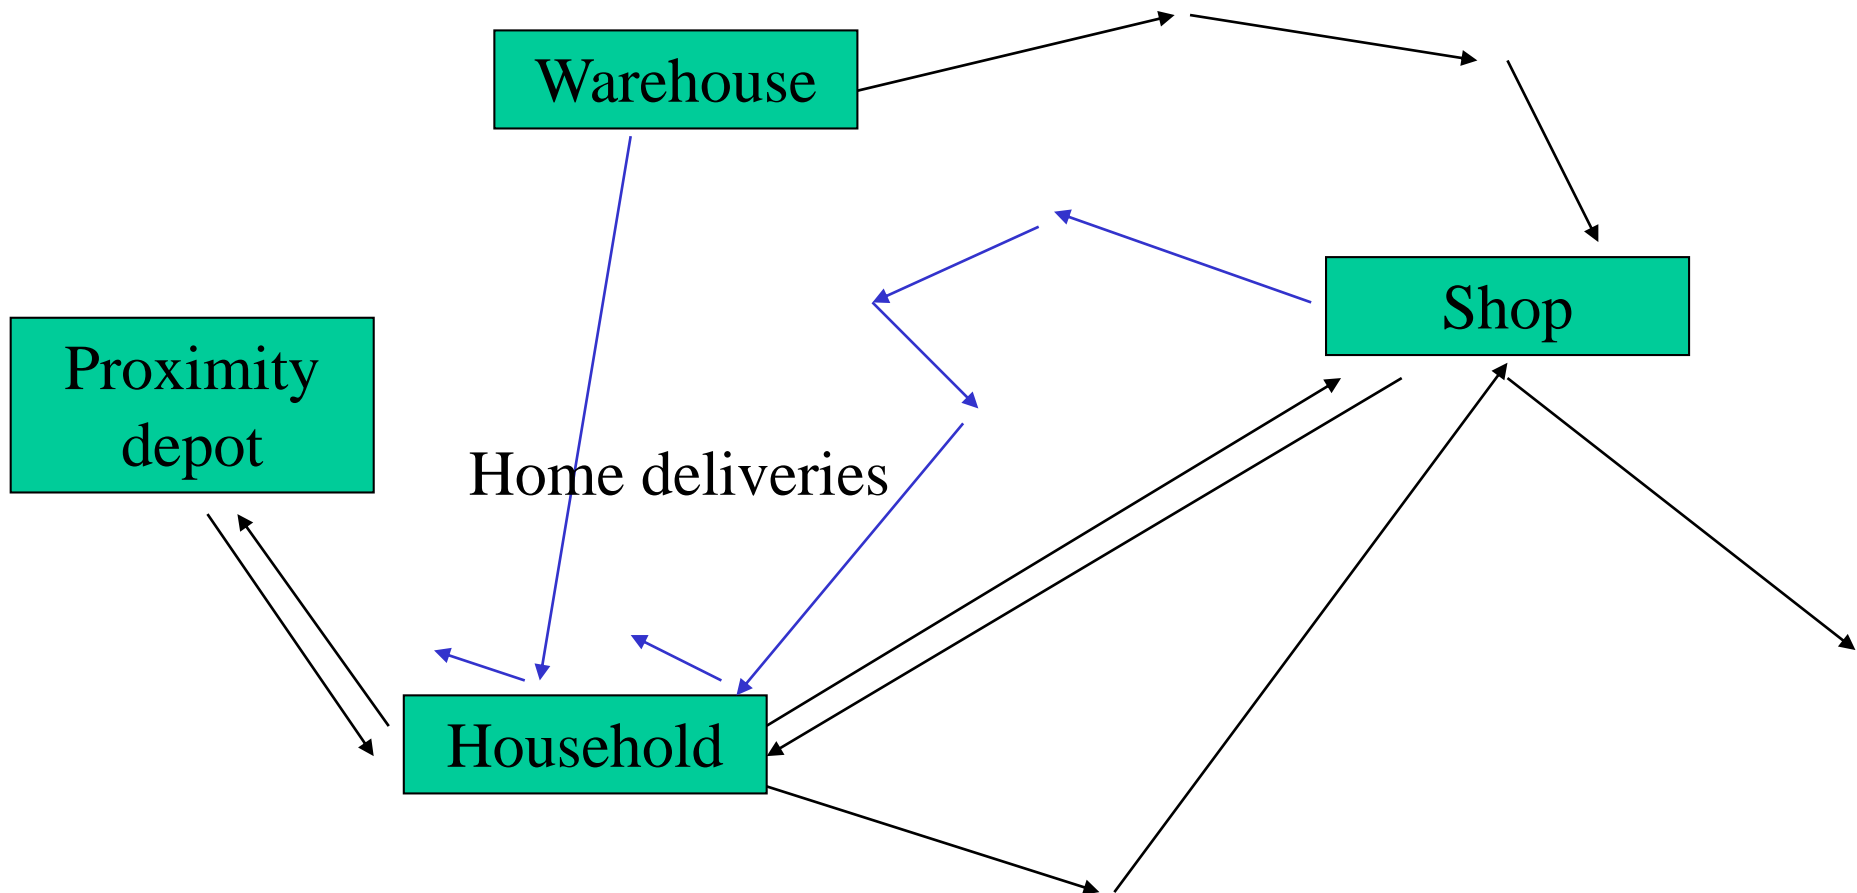 Warehouse
Shop
Proximity
depot
Home deliveries
Household